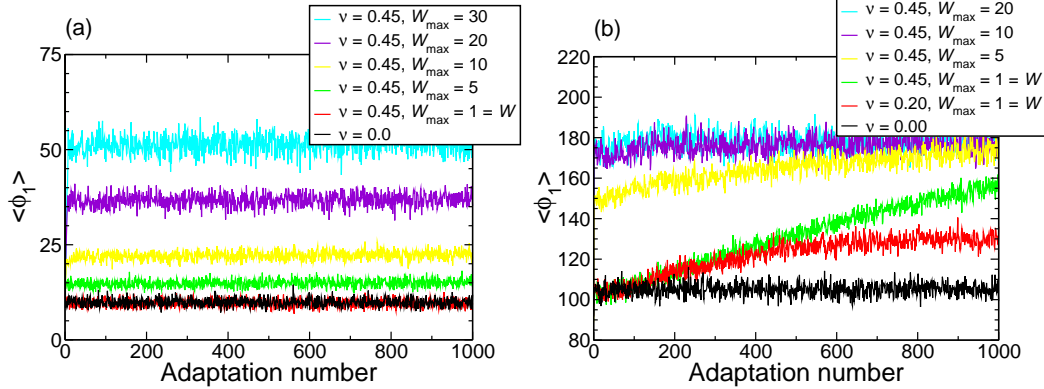 (a)
ν = 0.45, Wmax = 30
ν = 0.45, Wmax = 20
ν = 0.45, Wmax = 10
ν = 0.45, Wmax = 5
ν = 0.45, Wmax = 1 = W
ν = 0.0
75
50
25
0
<ϕ1>
0 200 400 600 800 1000
Adaptation number
(b)
ν = 0.45, Wmax = 20
ν = 0.45, Wmax = 10
ν = 0.45, Wmax = 5
ν = 0.45, Wmax = 1 = W
ν = 0.20, Wmax = 1 = W
ν = 0.00
220
200
180
160
140
120
100
80
<ϕ1>
0 200 400 600 800 1000
Adaptation number